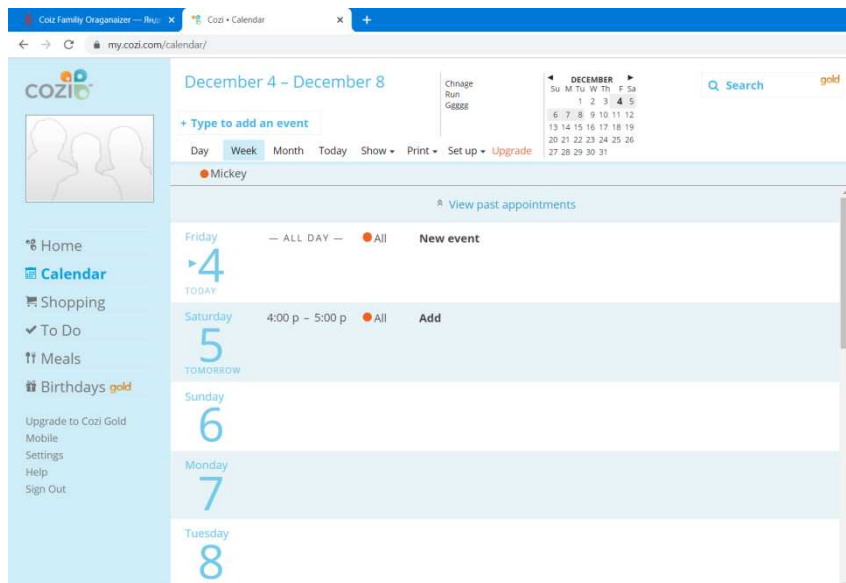 Coiz Familiy Oraganaizer — Янде
Cozi • Calendar
my.cozi.com/calendar/
cozi
Home
Calendar
Shopping
To Do
Meals
Birthdays gold
Upgrade to Cozi Gold
Mobile
Settings
Help
Sign Out
December 4 – December 8
+ Type to add an event
Chnage
Run
Ggggg
DECEMBER
Su M Tu W Th F Sa
1 2 3 4 5
6 7 8 9 10 11 12
13 14 15 16 17 18 19
20 21 22 23 24 25 26
27 28 29 30 31
Search
gold
Day Week Month Today Show Print Set up Upgrade
Mickey
View past appointments
Friday
4
TODAY
— ALL DAY — All New event
Saturday
5
TOMORROW
4:00 p – 5:00 p All Add
Sunday
6
Monday
7
Tuesday
8